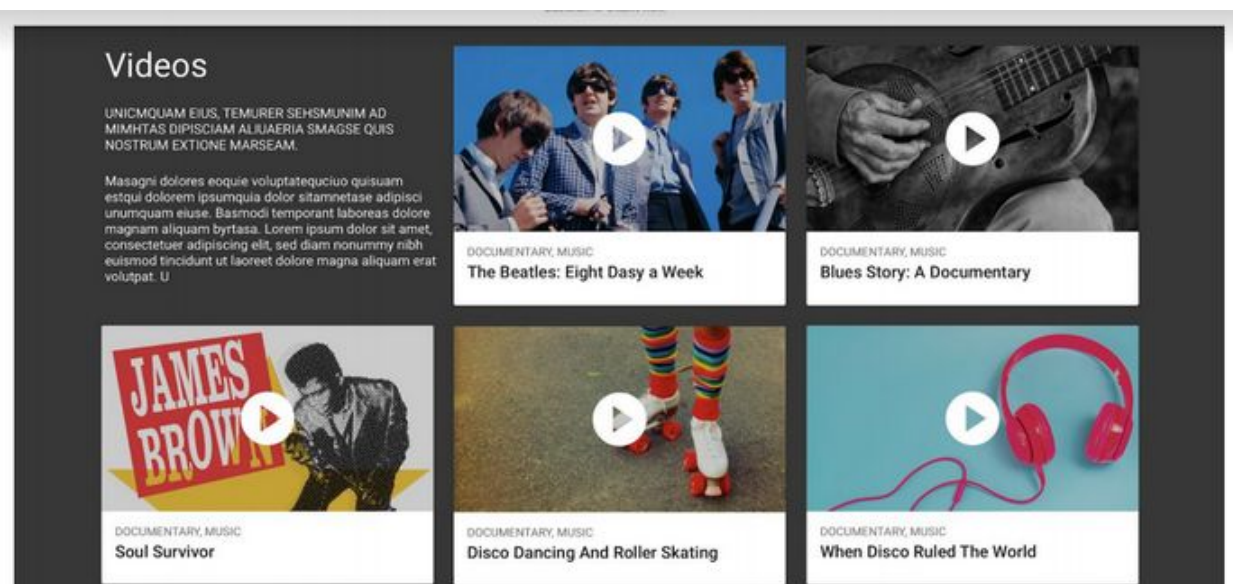 Videos
UNICMQUAM EIUS, TEMURER SEHSMUNIM AD
MIMHTAS DIPISCIAM ALIUAERIA SMAGSE QUIS
NOSTRUM EXTIONE MARSEAM.
Masagni dolores eoquie voluptatequciuo quisuam
estqui dolorem ipsumquia dolor sitamnetase adipisci
unumquam eiuse. Basmodi temporant laboreas dolore
magnam aliquam byrtasa. Lorem ipsum dolor sit amet,
consectetuer adipiscing elit, sed diam nonummy nibh
euismod tincidunt ut laoreet dolore magna aliquam erat
volutpat. U
DOCUMENTARY, MUSIC
The Beatles: Eight Dasy a Week
DOCUMENTARY, MUSIC
Blues Story: A Documentary
JAMES
BROWN
DOCUMENTARY, MUSIC
Soul Survivor
DOCUMENTARY, MUSIC
Disco Dancing And Roller Skating
DOCUMENTARY, MUSIC
When Disco Ruled The World